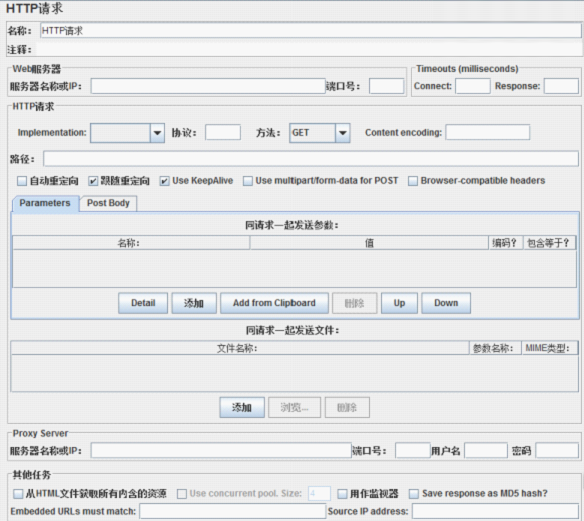 HTTP请求
名称： HTTP请求
注释：
Web服务器 Timeouts (milliseconds)
服务器名称或IP： 端口号： Connect: Response:
HTTP请求
Implementation: 协议： 方法： GET Content encoding:
路径：
自动重定向 跟随重定向 Use KeepAlive Use multipart/form-data for POST Browser-compatible headers
Parameters Post Body
同请求一起发送参数：
名称： 值 编码？ 包含等于？
Detail 添加 Add from Clipboard 删除 Up Down
同请求一起发送文件：
文件名称： 参数名称： MIME类型：
添加 浏览... 删除
Proxy Server
服务器名称或IP： 端口号： 用户名 密码
其他任务
从HTML文件获取所有内含的资源 Use concurrent pool. Size: 4 用作监视器 Save response as MD5 hash?
Embedded URLs must match: Source IP address: